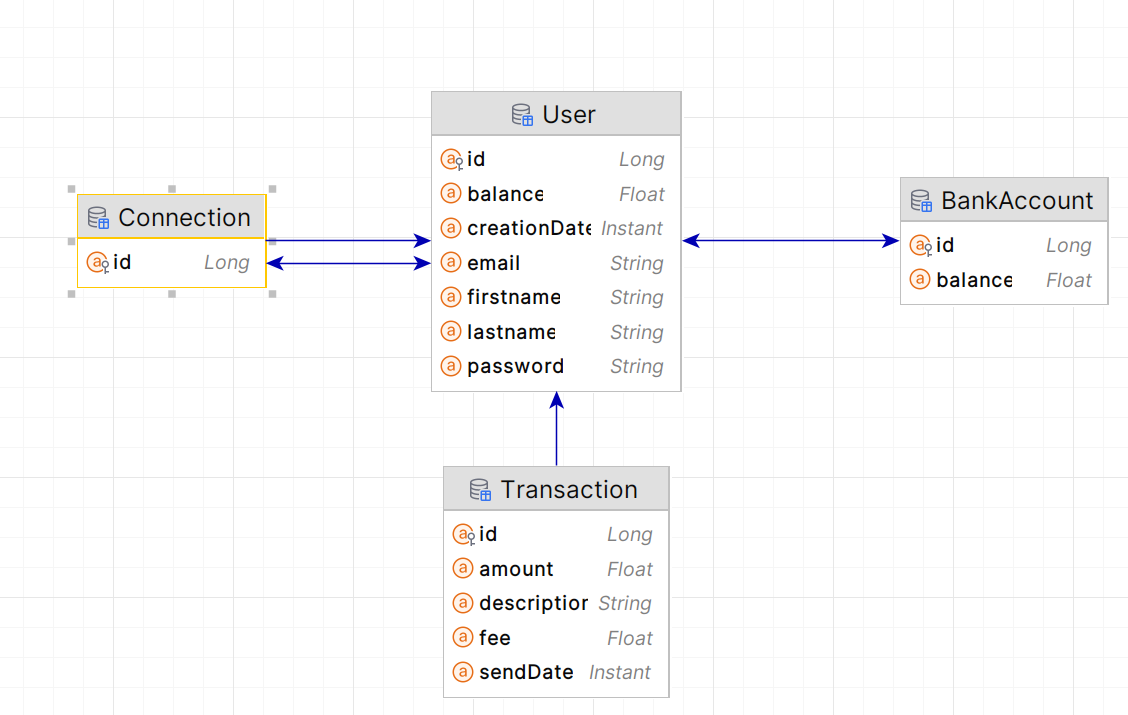 User
id Long
balance Float
creationDate Instant
email String
firstname String
lastname String
password String
Connection
id Long
BankAccount
id Long
balance Float
Transaction
id Long
amount Float
description String
fee Float
sendDate Instant